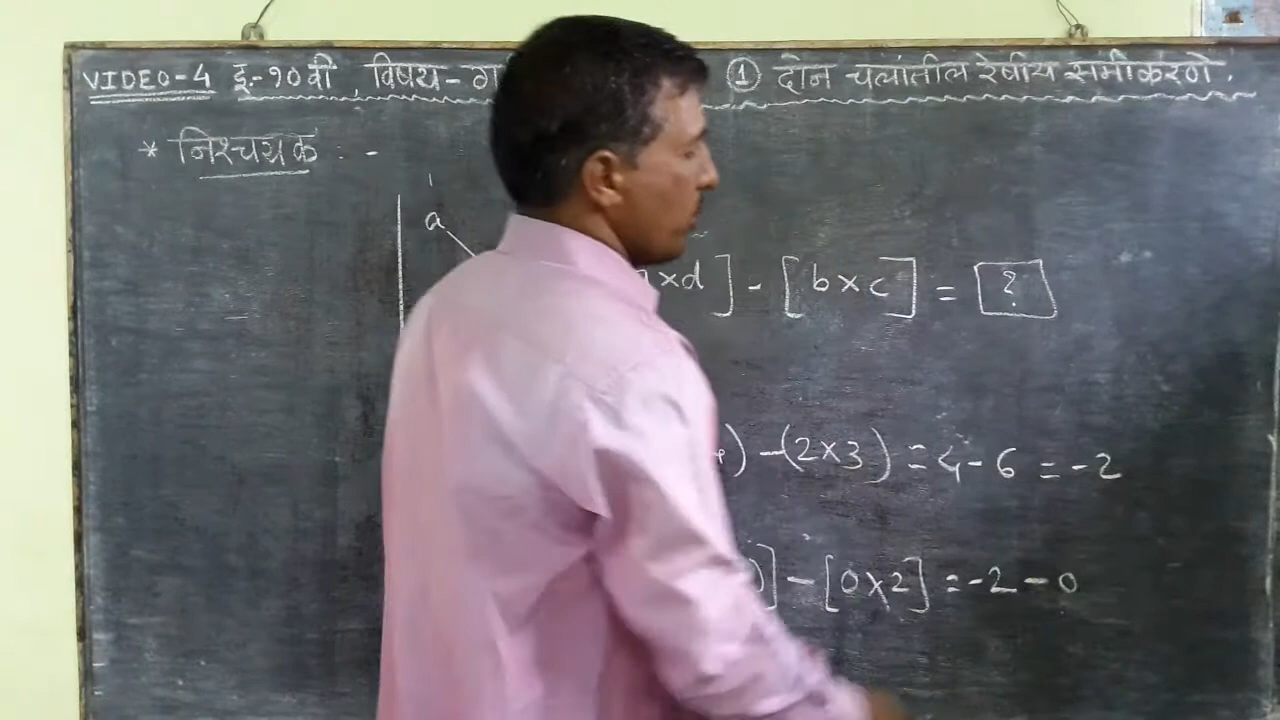 VIDEO-4 इ.-१०वी, विषय-ग ① दोन चलांतील रेषीय समीकरणे.
* निश्चयक :-
a ×d] - [b×c] = ?
) -(2×3) = 4-6 = -2
] - [0×2] = -2 - 0